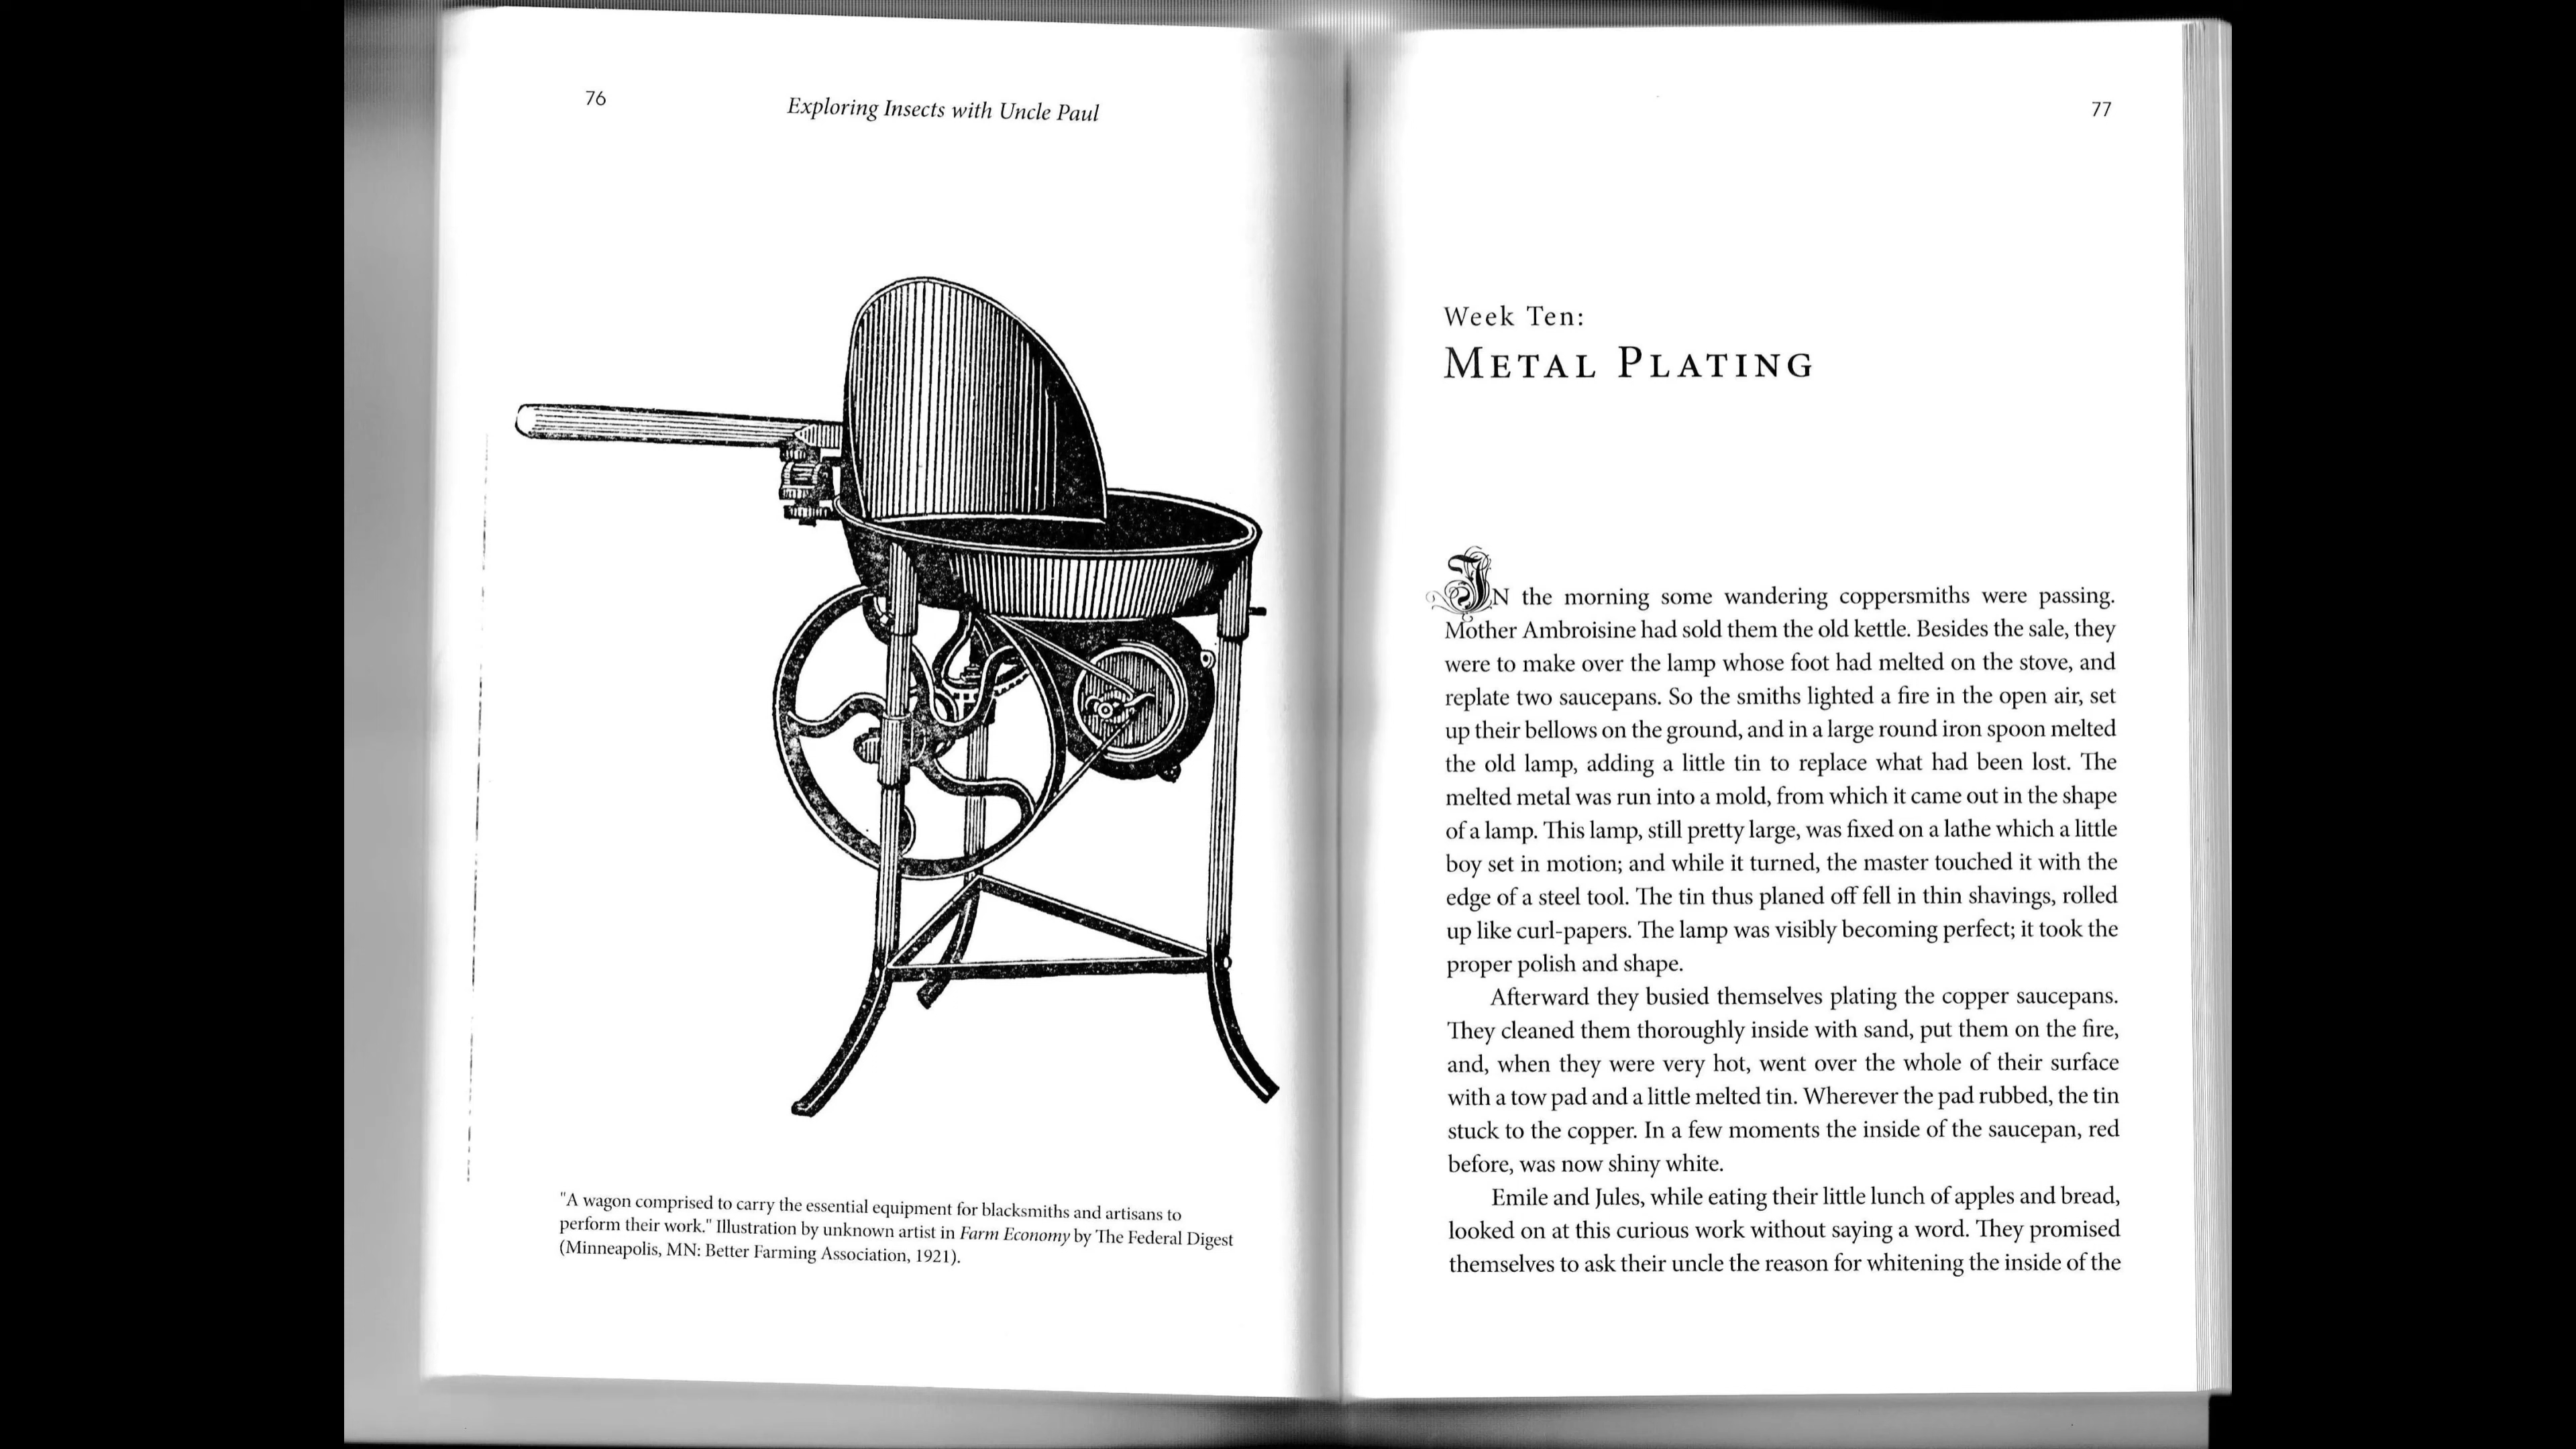 76
Exploring Insects with Uncle Paul
"A wagon comprised to carry the essential equipment for blacksmiths and artisans to
perform their work." Illustration by unknown artist in Farm Economy by The Federal Digest
(Minneapolis, MN: Better Farming Association, 1921).
77
Week Ten:
METAL PLATING
IN the morning some wandering coppersmiths were passing.
Mother Ambroisine had sold them the old kettle. Besides the sale, they
were to make over the lamp whose foot had melted on the stove, and
replate two saucepans. So the smiths lighted a fire in the open air, set
up their bellows on the ground, and in a large round iron spoon melted
the old lamp, adding a little tin to replace what had been lost. The
melted metal was run into a mold, from which it came out in the shape
of a lamp. This lamp, still pretty large, was fixed on a lathe which a little
boy set in motion; and while it turned, the master touched it with the
edge of a steel tool. The tin thus planed off fell in thin shavings, rolled
up like curl-papers. The lamp was visibly becoming perfect; it took the
proper polish and shape.
Afterward they busied themselves plating the copper saucepans.
They cleaned them thoroughly inside with sand, put them on the fire,
and, when they were very hot, went over the whole of their surface
with a tow pad and a little melted tin. Wherever the pad rubbed, the tin
stuck to the copper. In a few moments the inside of the saucepan, red
before, was now shiny white.
Emile and Jules, while eating their little lunch of apples and bread,
looked on at this curious work without saying a word. They promised
themselves to ask their uncle the reason for whitening the inside of the